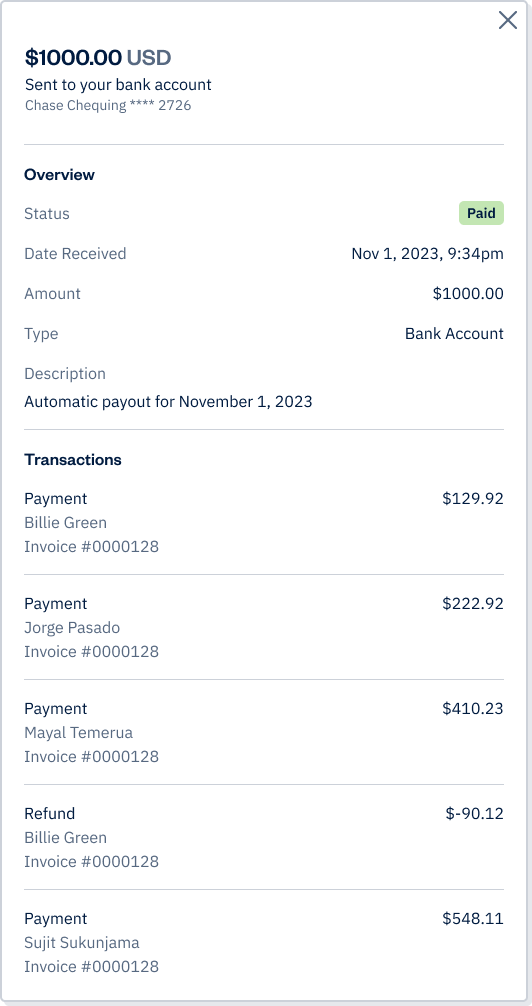 $1000.00 USD
Sent to your bank account
Chase Chequing **** 2726
Overview
Status Paid
Date Received Nov 1, 2023, 9:34pm
Amount $1000.00
Type Bank Account
Description
Automatic payout for November 1, 2023
Transactions
Payment $129.92
Billie Green
Invoice #0000128
Payment $222.92
Jorge Pasado
Invoice #0000128
Payment $410.23
Mayal Temerua
Invoice #0000128
Refund $-90.12
Billie Green
Invoice #0000128
Payment $548.11
Sujit Sukunjama
Invoice #0000128